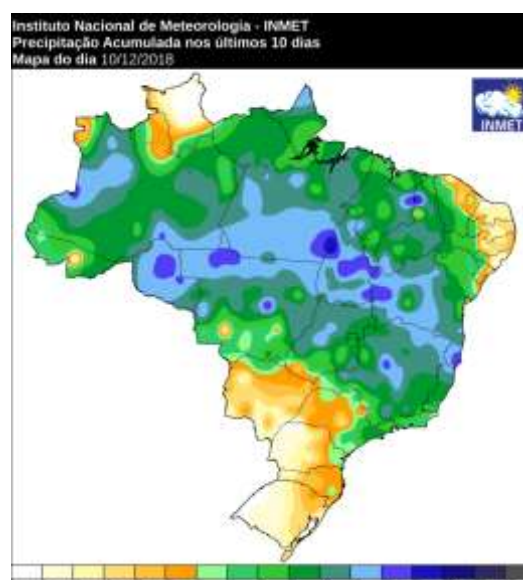 Instituto Nacional de Meteorologia - INMET
Precipitação Acumulada nos últimos 10 dias
Mapa do dia 10/12/2018
INMET